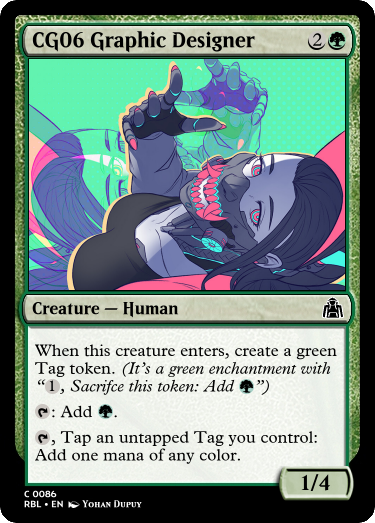 CG06 Graphic Designer 2
Creature — Human
When this creature enters, create a green
Tag token. (It's a green enchantment with
“1, Sacrifce this token: Add ”)
: Add .
, Tap an untapped Tag you control:
Add one mana of any color.
1/4
C 0086
RBL • EN Yohan Dupuy